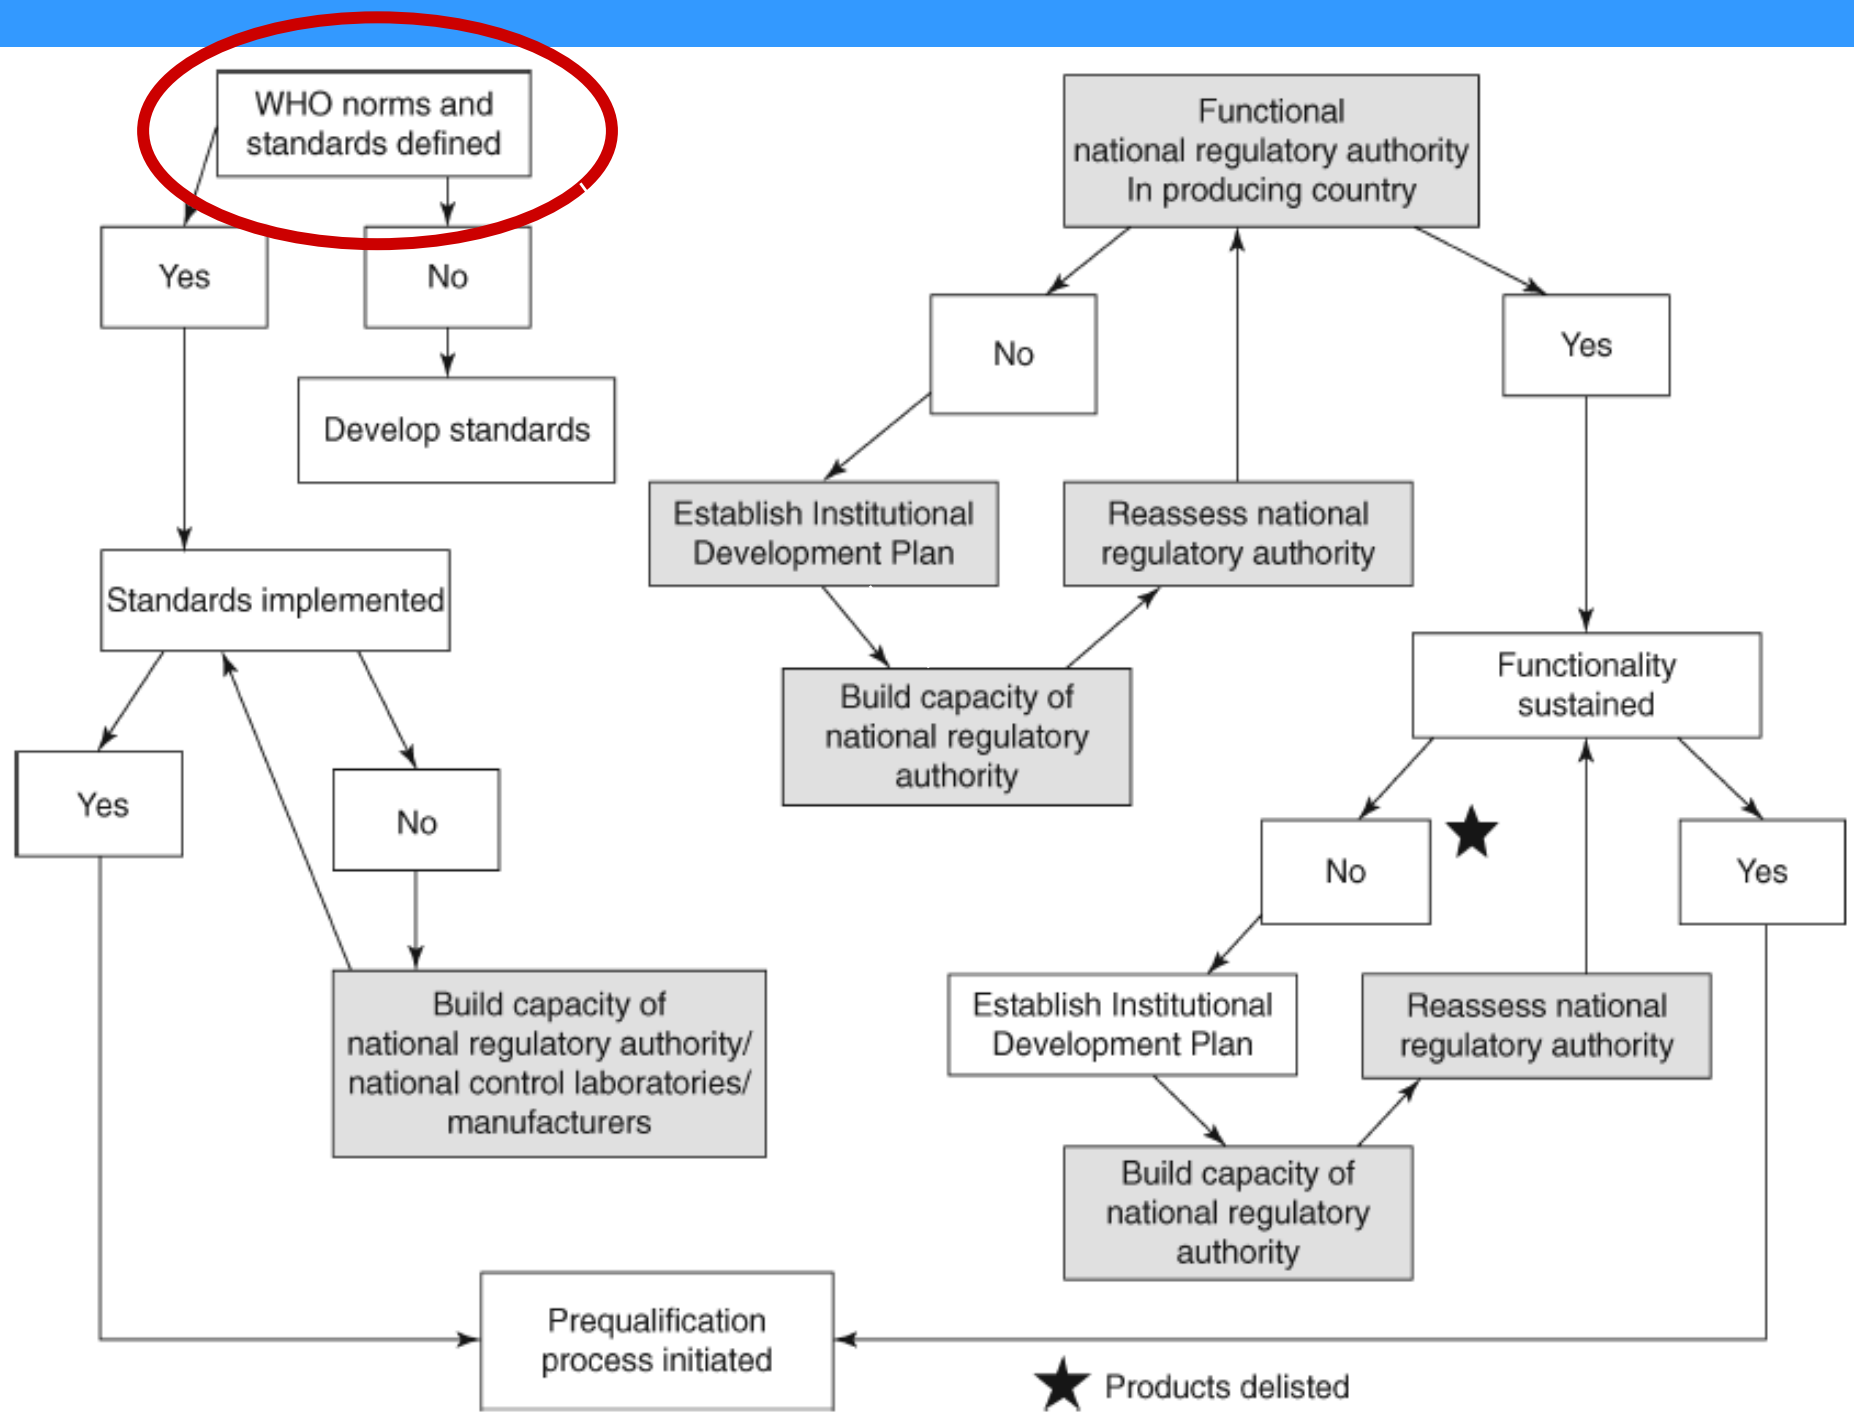 WHO norms and
standards defined
Yes
No
Develop standards
Standards implemented
Yes
No
Build capacity of
national regulatory authority/
national control laboratories/
manufacturers
Functional
national regulatory authority
In producing country
No
Yes
Establish Institutional
Development Plan
Reassess national
regulatory authority
Build capacity of
national regulatory
authority
Functionality
sustained
No
Yes
Establish Institutional
Development Plan
Reassess national
regulatory authority
Build capacity of
national regulatory
authority
Prequalification
process initiated
Products delisted